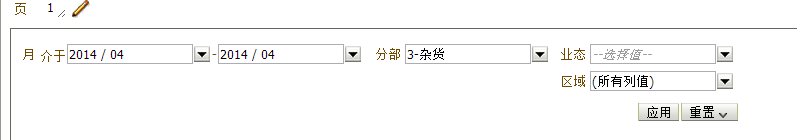 页 1
月 介于 2014 / 04 - 2014 / 04 分部 3-杂货 业态 --选择值--
区域 (所有列值)
应用 重置